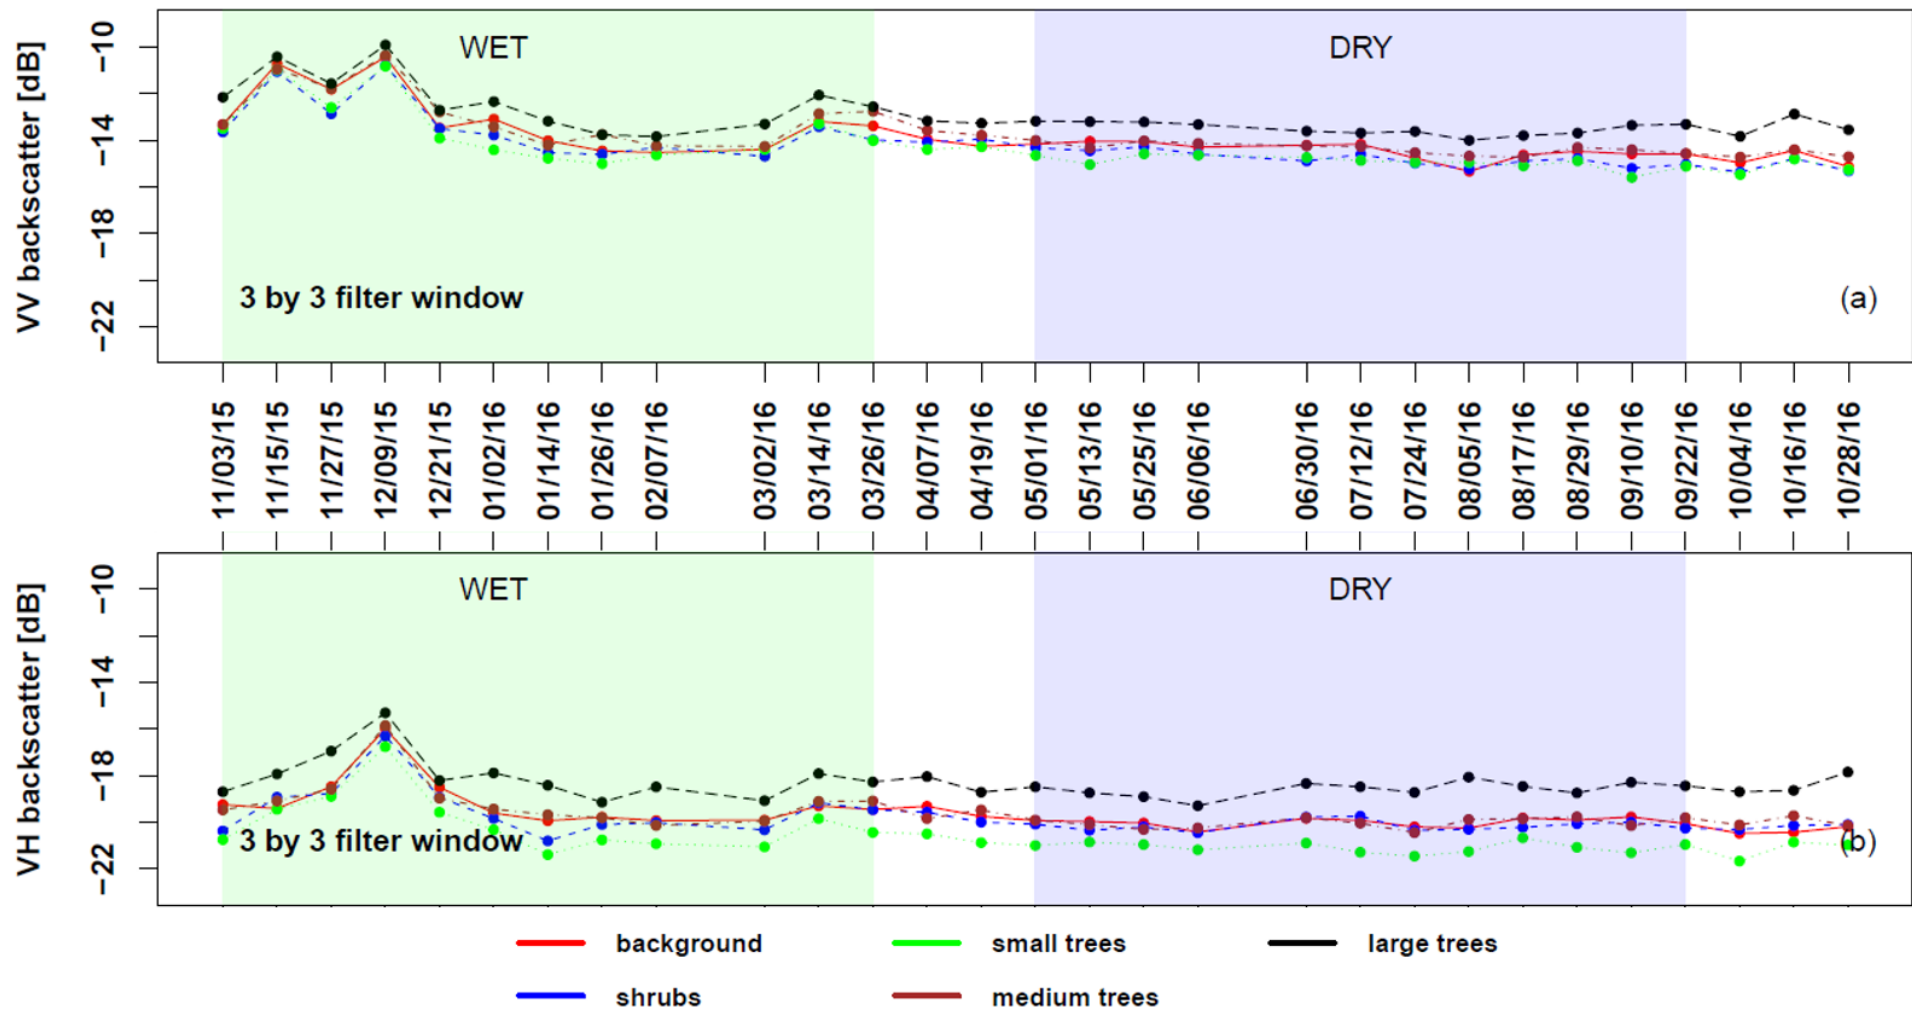 VV backscatter [dB]
−10
−14
−18
−22
WET
DRY
3 by 3 filter window
(a)
11/03/15
11/15/15
11/27/15
12/09/15
12/21/15
01/02/16
01/14/16
01/26/16
02/07/16
03/02/16
03/14/16
03/26/16
04/07/16
04/19/16
05/01/16
05/13/16
05/25/16
06/06/16
06/30/16
07/12/16
07/24/16
08/05/16
08/17/16
08/29/16
09/10/16
09/22/16
10/04/16
10/16/16
10/28/16
VH backscatter [dB]
−10
−14
−18
−22
WET
DRY
3 by 3 filter window
(b)
background
small trees
large trees
shrubs
medium trees